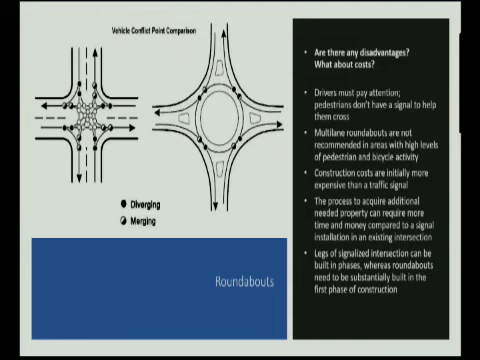 Vehicle Conflict Point Comparison
Diverging
Merging
Roundabouts
• Are there any disadvantages?
What about costs?
• Drivers must pay attention;
pedestrians don't have a signal to help
them cross
• Multilane roundabouts are not
recommended in areas with high levels
of pedestrian and bicycle activity
• Construction costs are initially more
expensive than a traffic signal
• The process to acquire additional
needed property can require more
time and money compared to a signal
installation in an existing intersection
• Legs of signalized intersection can be
built in phases, whereas roundabouts
need to be substantially built in the
first phase of construction